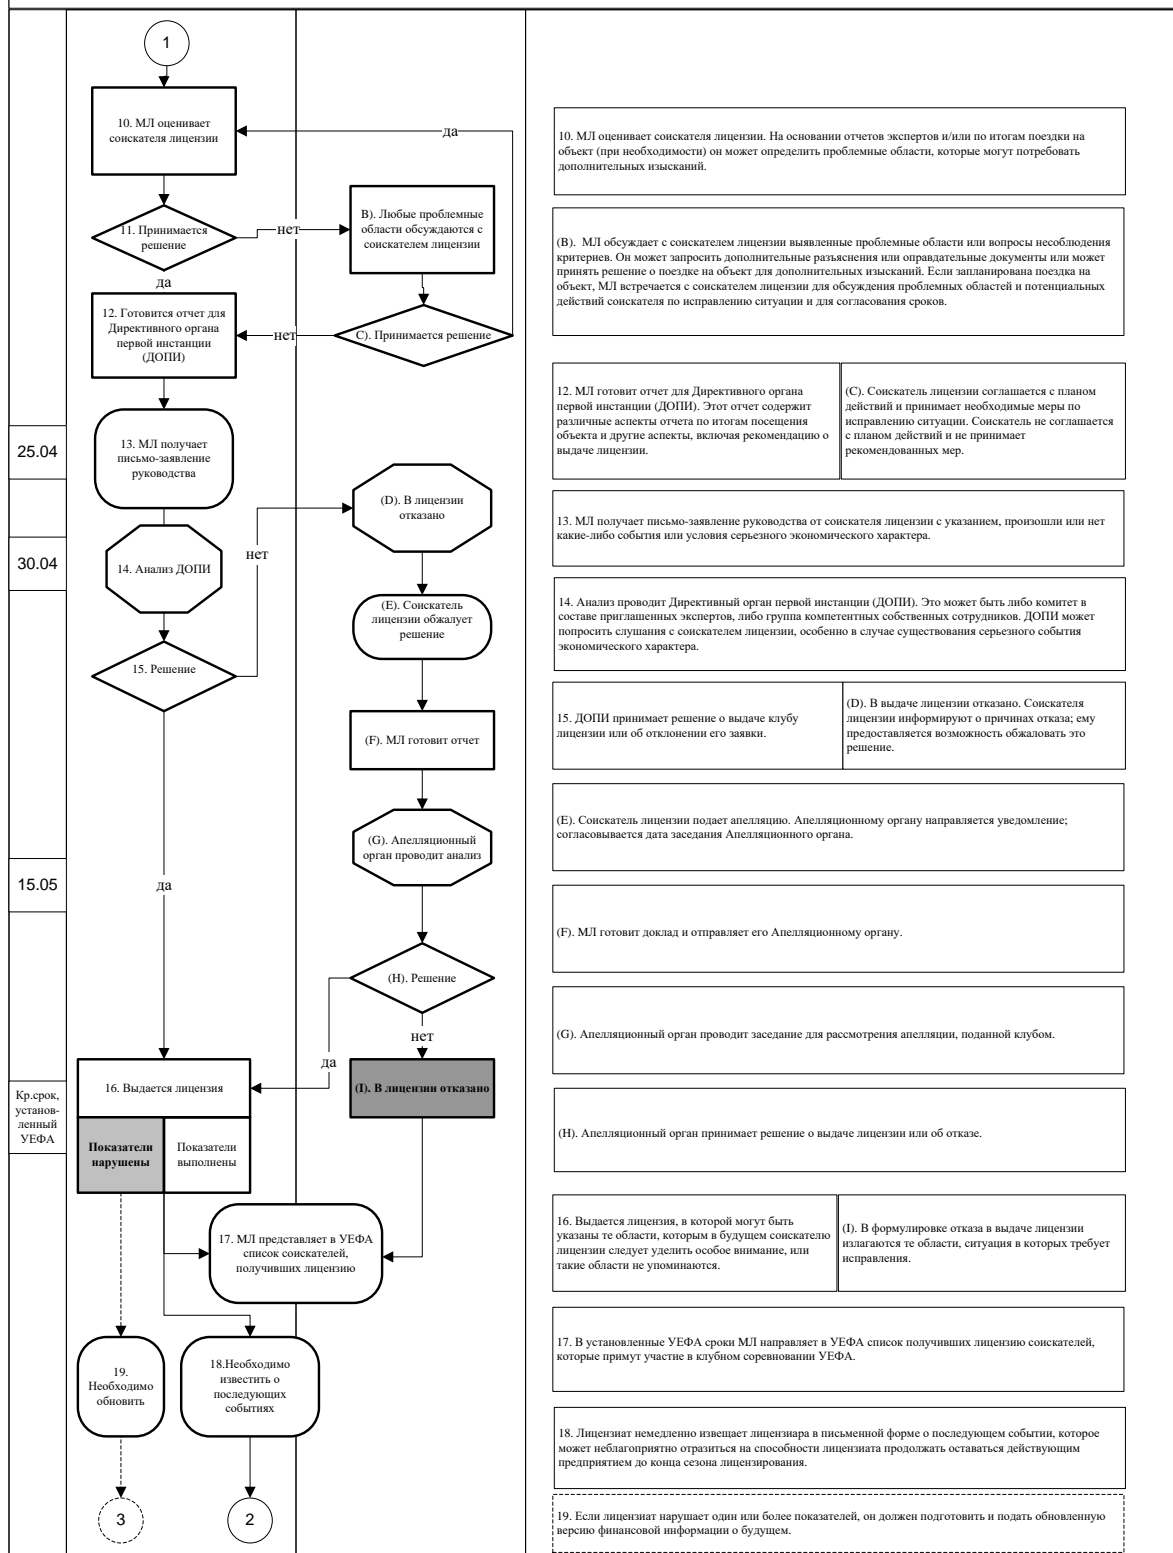 1
10. МЛ оценивает
соискателя лицензии
да
11. Принимается
решение
нет
B). Любые проблемные
области обсуждаются с
соискателем лицензии
да
12. Готовится отчет для
Директивного органа
первой инстанции
(ДОПИ)
нет
C). Принимается решение
25.04
13. МЛ получает
письмо-заявление
руководства
(D). В лицензии
отказано
30.04
14. Анализ ДОПИ
нет
(E). Соискатель
лицензии обжалует
решение
15. Решение
(F). МЛ готовит отчет
(G). Апелляционный
орган проводит анализ
15.05
да
(H). Решение
нет
да
16. Выдается лицензия
(I). В лицензии отказано
Кр.срок,
установ-
ленный
УЕФА
Показатели
нарушены
Показатели
выполнены
17. МЛ представляет в УЕФА
список соискателей,
получивших лицензию
19.
Необходимо
обновить
18.Необходимо
известить о
последующих
событиях
3
2
10. МЛ оценивает соискателя лицензии. На основании отчетов экспертов и/или по итогам поездки на
объект (при необходимости) он может определить проблемные области, которые могут потребовать
дополнительных изысканий.
(B). МЛ обсуждает с соискателем лицензии выявленные проблемные области или вопросы несоблюдения
критериев. Он может запросить дополнительные разъяснения или оправдательные документы или может
принять решение о поездке на объект для дополнительных изысканий. Если запланирована поездка на
объект, МЛ встречается с соискателем лицензии для обсуждения проблемных областей и потенциальных
действий соискателя по исправлению ситуации и для согласования сроков.
12. МЛ готовит отчет для Директивного органа
первой инстанции (ДОПИ). Этот отчет содержит
различные аспекты отчета по итогам посещения
объекта и другие аспекты, включая рекомендацию о
выдаче лицензии.
(C). Соискатель лицензии соглашается с планом
действий и принимает необходимые меры по
исправлению ситуации. Соискатель не соглашается
с планом действий и не принимает
рекомендованных мер.
13. МЛ получает письмо-заявление руководства от соискателя лицензии с указанием, произошли или нет
какие-либо события или условия серьезного экономического характера.
14. Анализ проводит Директивный орган первой инстанции (ДОПИ). Это может быть либо комитет в
составе приглашенных экспертов, либо группа компетентных собственных сотрудников. ДОПИ может
попросить слушания с соискателем лицензии, особенно в случае существования серьезного события
экономического характера.
15. ДОПИ принимает решение о выдаче клубу
лицензии или об отклонении его заявки.
(D). В выдаче лицензии отказано. Соискателя
лицензии информируют о причинах отказа; ему
предоставляется возможность обжаловать это
решение.
(E). Соискатель лицензии подает апелляцию. Апелляционному органу направляется уведомление;
согласовывается дата заседания Апелляционного органа.
(F). МЛ готовит доклад и отправляет его Апелляционному органу.
(G). Апелляционный орган проводит заседание для рассмотрения апелляции, поданной клубом.
(H). Апелляционный орган принимает решение о выдаче лицензии или об отказе.
16. Выдается лицензия, в которой могут быть
указаны те области, которым в будущем соискателю
лицензии следует уделить особое внимание, или
такие области не упоминаются.
(I). В формулировке отказа в выдаче лицензии
излагаются те области, ситуация в которых требует
исправления.
17. В установленные УЕФА сроки МЛ направляет в УЕФА список получивших лицензию соискателей,
которые примут участие в клубном соревновании УЕФА.
18. Лицензиат немедленно извещает лицензиара в письменной форме о последующем событии, которое
может неблагоприятно отразиться на способности лицензиата продолжать оставаться действующим
предприятием до конца сезона лицензирования.
19. Если лицензиат нарушает один или более показателей, он должен подготовить и подать обновленную
версию финансовой информации о будущем.